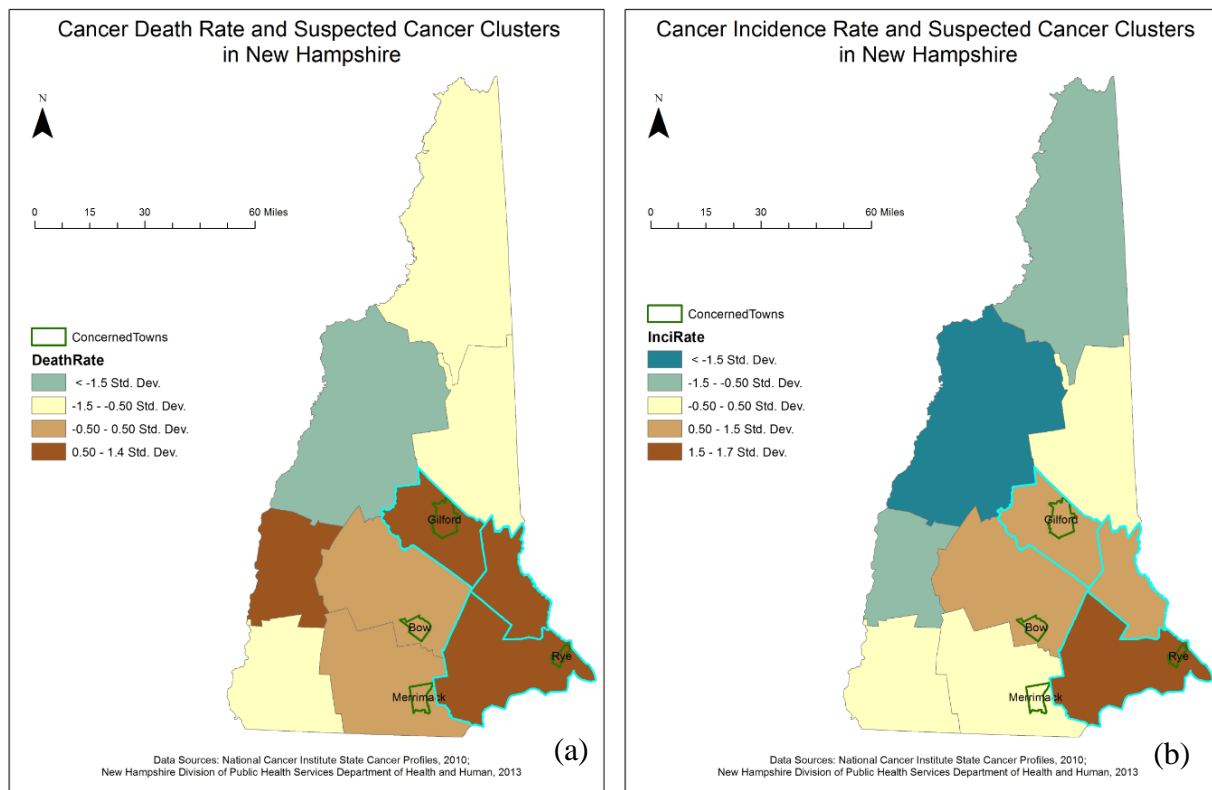 Cancer Death Rate and Suspected Cancer Clusters
in New Hampshire
N
0 15 30 60 Miles
ConcernedTowns
DeathRate
< -1.5 Std. Dev.
-1.5 - -0.50 Std. Dev.
-0.50 - 0.50 Std. Dev.
0.50 - 1.4 Std. Dev.
Gilford
Bow
Rye
Merrimack
(a)
Data Sources: National Cancer Institute State Cancer Profiles, 2010;
New Hampshire Division of Public Health Services Department of Health and Human, 2013
Cancer Incidence Rate and Suspected Cancer Clusters
in New Hampshire
N
0 15 30 60 Miles
ConcernedTowns
InciRate
< -1.5 Std. Dev.
-1.5 - -0.50 Std. Dev.
-0.50 - 0.50 Std. Dev.
0.50 - 1.5 Std. Dev.
1.5 - 1.7 Std. Dev.
Gilford
Bow
Rye
Merrimack
(b)
Data Sources: National Cancer Institute State Cancer Profiles, 2010;
New Hampshire Division of Public Health Services Department of Health and Human, 2013